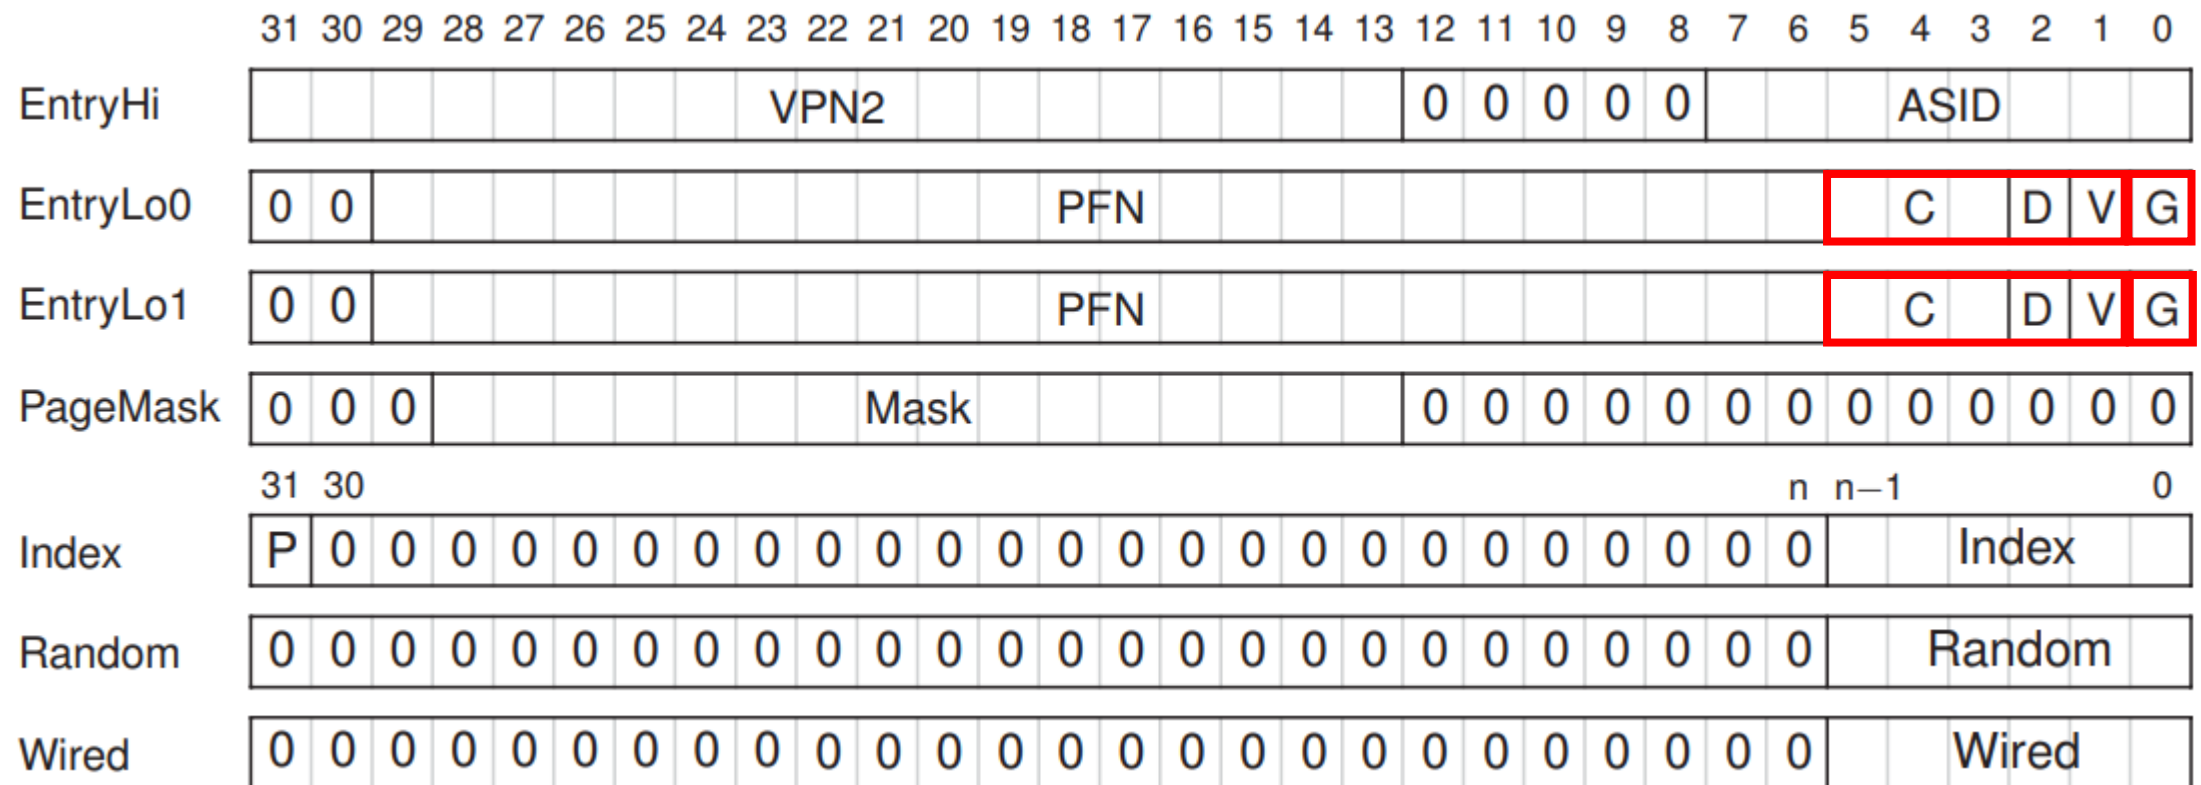 31 30 29 28 27 26 25 24 23 22 21 20 19 18 17 16 15 14 13 12 11 10 9 8 7 6 5 4 3 2 1 0
EntryHi VPN2 0 0 0 0 0 ASID
EntryLo0 0 0 PFN C D V G
EntryLo1 0 0 PFN C D V G
PageMask 0 0 0 Mask 0 0 0 0 0 0 0 0 0 0 0 0 0
31 30 n n−1 0
Index P 0 0 0 0 0 0 0 0 0 0 0 0 0 0 0 0 0 0 0 0 0 0 0 0 0 Index
Random 0 0 0 0 0 0 0 0 0 0 0 0 0 0 0 0 0 0 0 0 0 0 0 0 0 0 Random
Wired 0 0 0 0 0 0 0 0 0 0 0 0 0 0 0 0 0 0 0 0 0 0 0 0 0 0 Wired